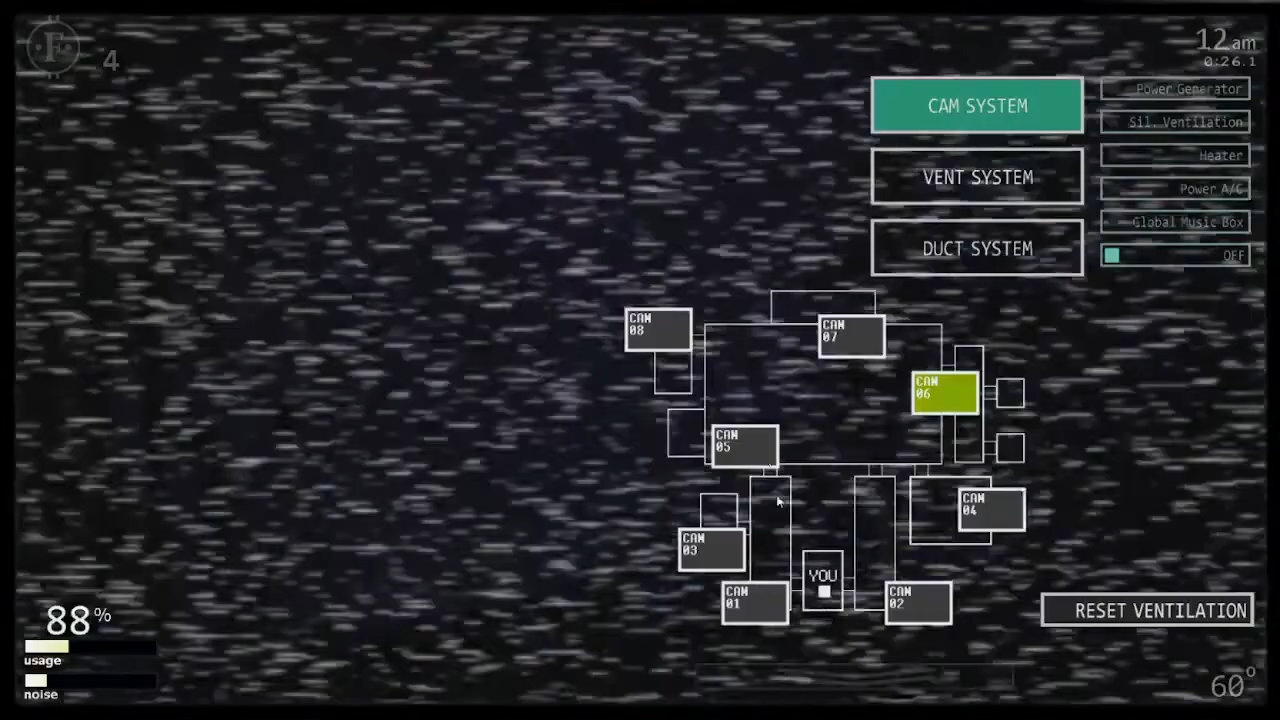 F 4
12am
0:26.1
CAM SYSTEM
VENT SYSTEM
DUCT SYSTEM
Power Generator
Sil. Ventilation
Heater
Power A/C
Global Music Box
OFF
CAM
08
CAM
07
CAM
06
CAM
05
CAM
04
CAM
03
YOU
CAM
01
CAM
02
RESET VENTILATION
88%
usage
noise
60°